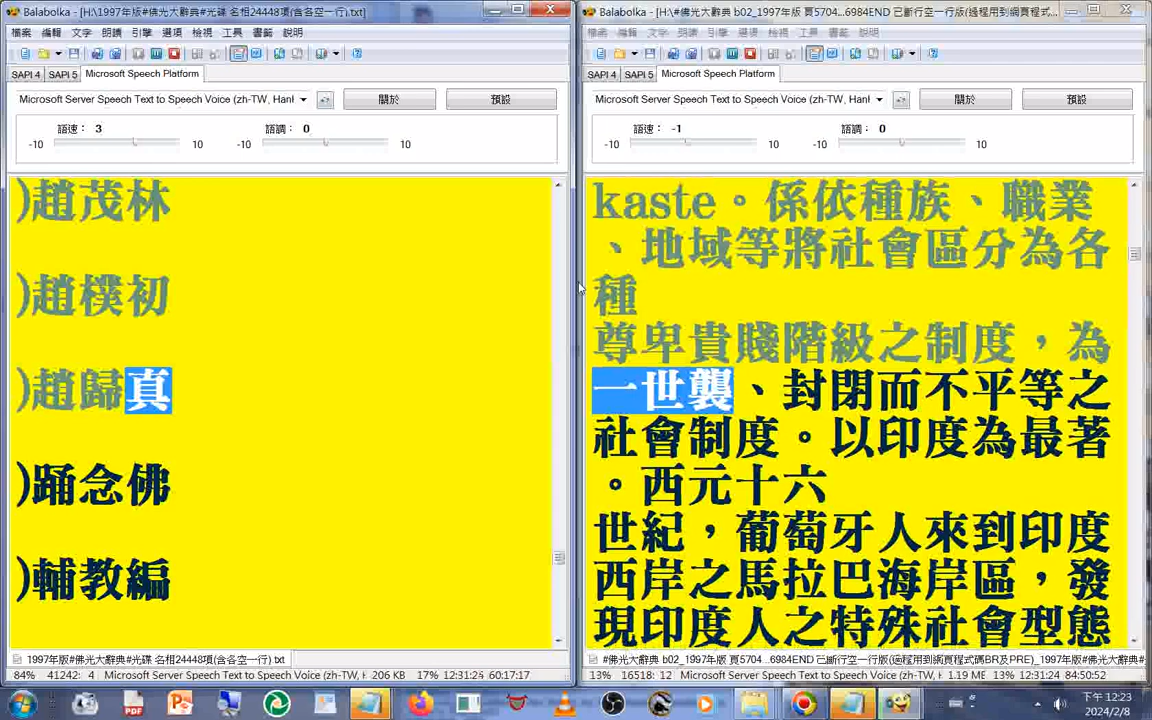 Balabolka - [H:\1997年版#佛光大辭典#光碟 名相24448項(含各空一行).txt]
檔案 編輯 文字 朗讀 引擎 選項 檢視 工具 書籤 說明
SAPI 4 SAPI 5 Microsoft Speech Platform
Microsoft Server Speech Text to Speech Voice (zh-TW, Hanl 關於 預設
語速： 3 語調： 0
-10 10 -10 10
)趙茂林
)趙樸初
)趙歸真
)踊念佛
)輔教編
1997年版#佛光大辭典#光碟 名相24448項(含各空一行).txt
84% 41242: 4 Microsoft Server Speech Text to Speech Voice (zh-TW, H 206 KB 17% 12:31:24 60:17:17
Balabolka - [H:\#佛光大辭典 b02_1997年版 頁5704...6984END 已斷行空一行版(過程用到網頁程式...
檔案 編輯 文字 朗讀 引擎 選項 檢視 工具 書籤 說明
SAPI 4 SAPI 5 Microsoft Speech Platform
Microsoft Server Speech Text to Speech Voice (zh-TW, Hanl 關於 預設
語速： -1 語調： 0
-10 10 -10 10
kaste。係依種族、職業
、地域等將社會區分為各
種
尊卑貴賤階級之制度，為
一世襲、封閉而不平等之
社會制度。以印度為最著
。西元十六
世紀，葡萄牙人來到印度
西岸之馬拉巴海岸區，發
現印度人之特殊社會型態
#佛光大辭典 b02_1997年版 頁5704...6984END 已斷行空一行版(過程用到網頁程式碼BR及PRE)_1997年版#佛光大辭典#
13% 16518: 12 Microsoft Server Speech Text to Speech Voice (zh-TW, H 1.19 ME 13% 12:31:24 84:50:52
下午 12:23
2024/2/8